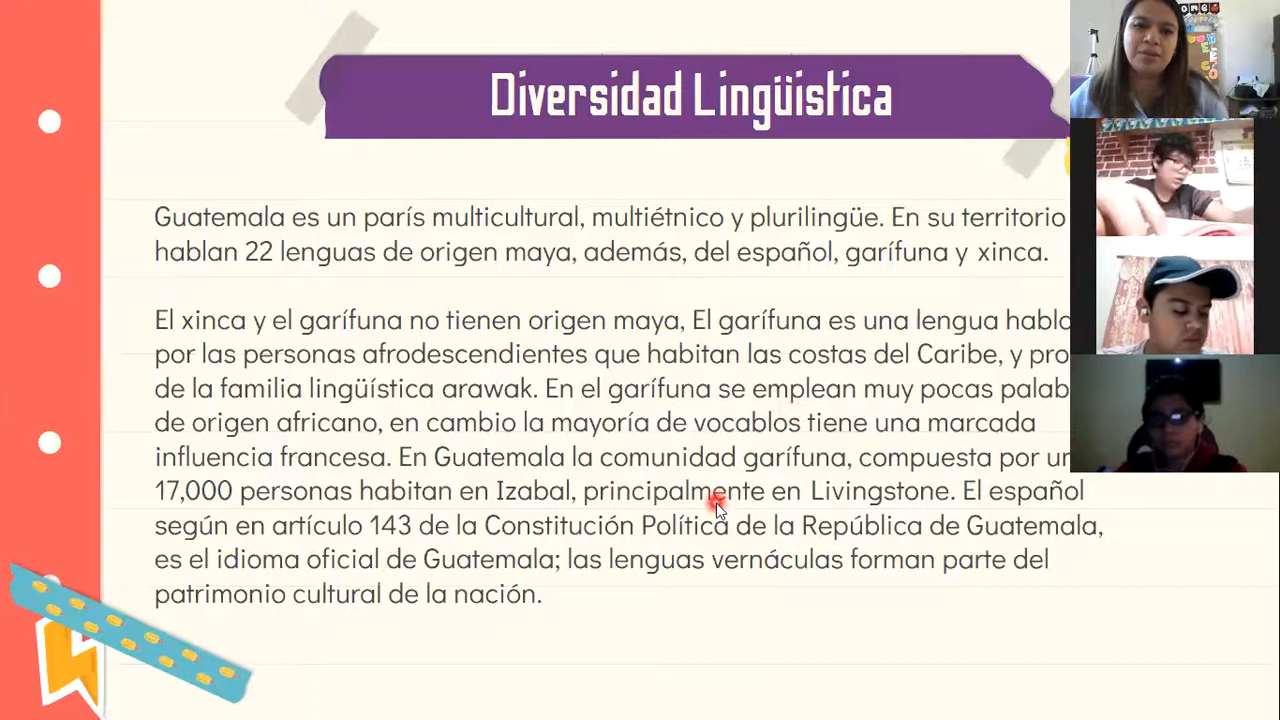 Diversidad Lingüistica
Guatemala es un parís multicultural, multiétnico y plurilingüe. En su territorio
hablan 22 lenguas de origen maya, además, del español, garífuna y xinca.
El xinca y el garífuna no tienen origen maya, El garífuna es una lengua
por las personas afrodescendientes que habitan las costas del Caribe, y
de la familia lingüística arawak. En el garífuna se emplean muy pocas
de origen africano, en cambio la mayoría de vocablos tiene una marcada
influencia francesa. En Guatemala la comunidad garífuna, compuesta por
17,000 personas habitan en Izabal, principalmente en Livingstone. El español
según en artículo 143 de la Constitución Política de la República de Guatemala,
es el idioma oficial de Guatemala; las lenguas vernáculas forman parte del
patrimonio cultural de la nación.